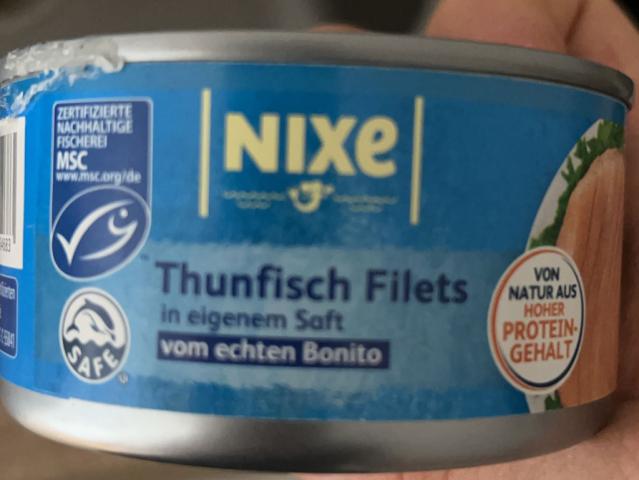 ZERTIFIZIERTE
NACHHALTIGE
FISCHEREI
MSC
www.msc.org/de
NIXe
Thunfisch Filets
in eigenem Saft
vom echten Bonito
SAFE
VON
NATUR AUS
HOHER
PROTEIN-
GEHALT